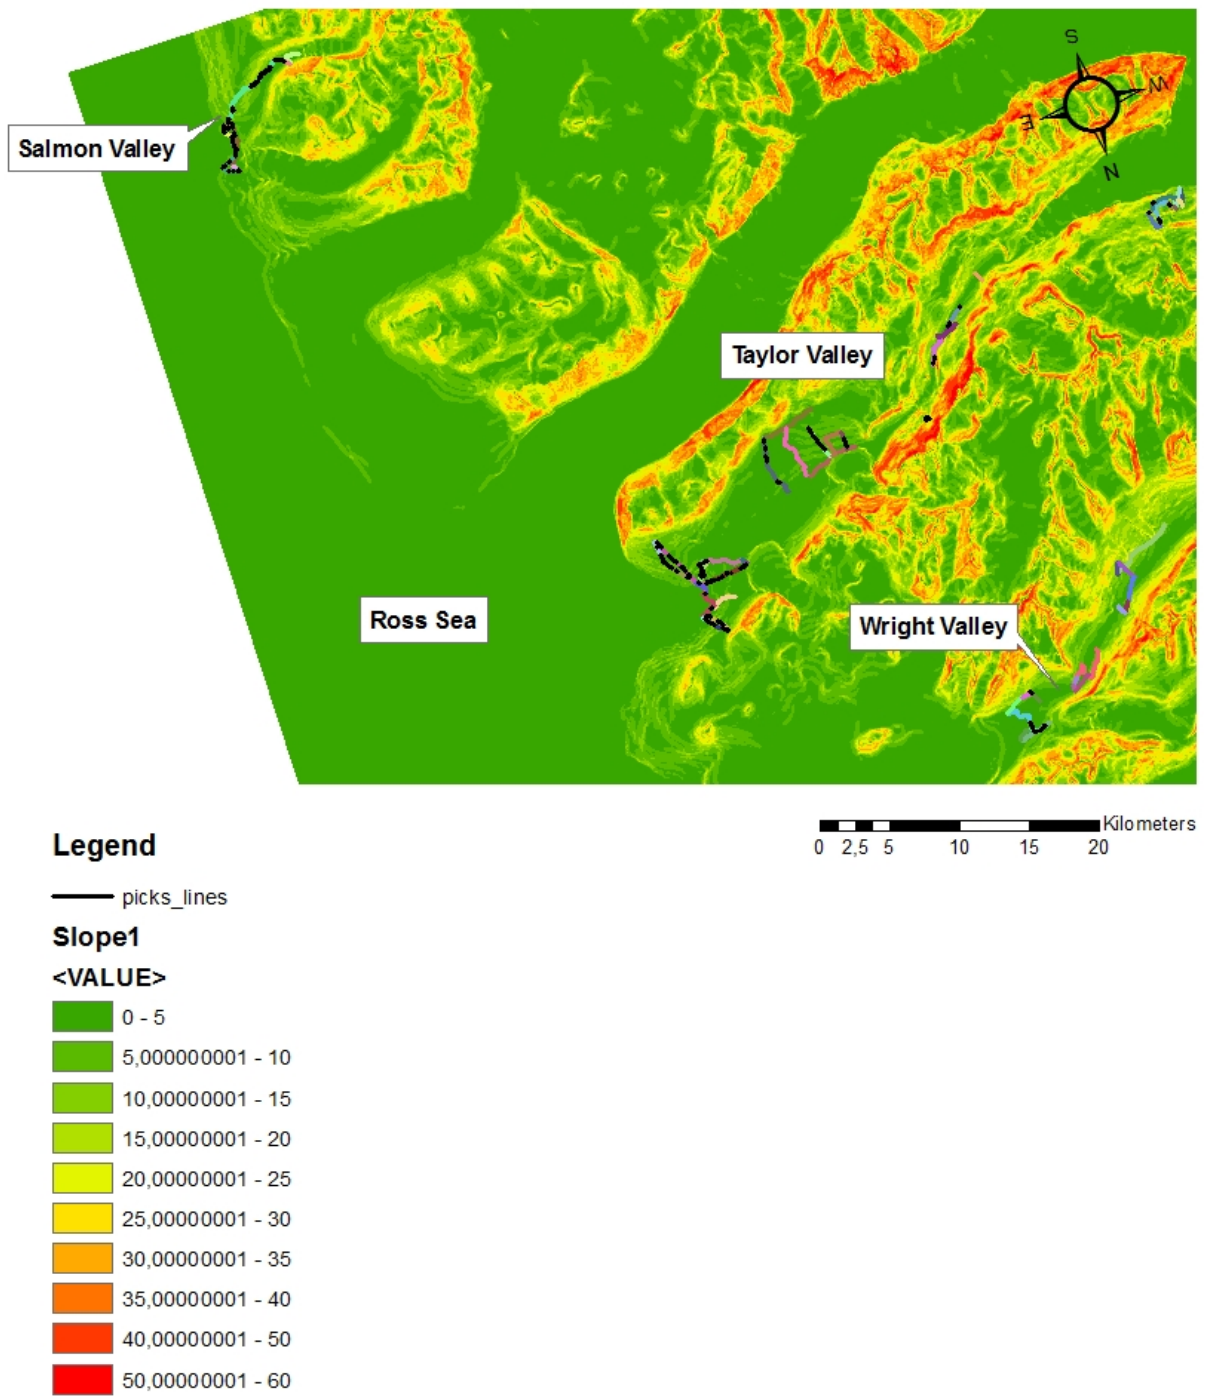 S
W
E
N
Salmon Valley
Taylor Valley
Ross Sea
Wright Valley
Kilometers
0 2,5 5 10 15 20
Legend
picks_lines
Slope1
<VALUE>
0 - 5
5,000000001 - 10
10,00000001 - 15
15,00000001 - 20
20,00000001 - 25
25,00000001 - 30
30,00000001 - 35
35,00000001 - 40
40,00000001 - 50
50,00000001 - 60